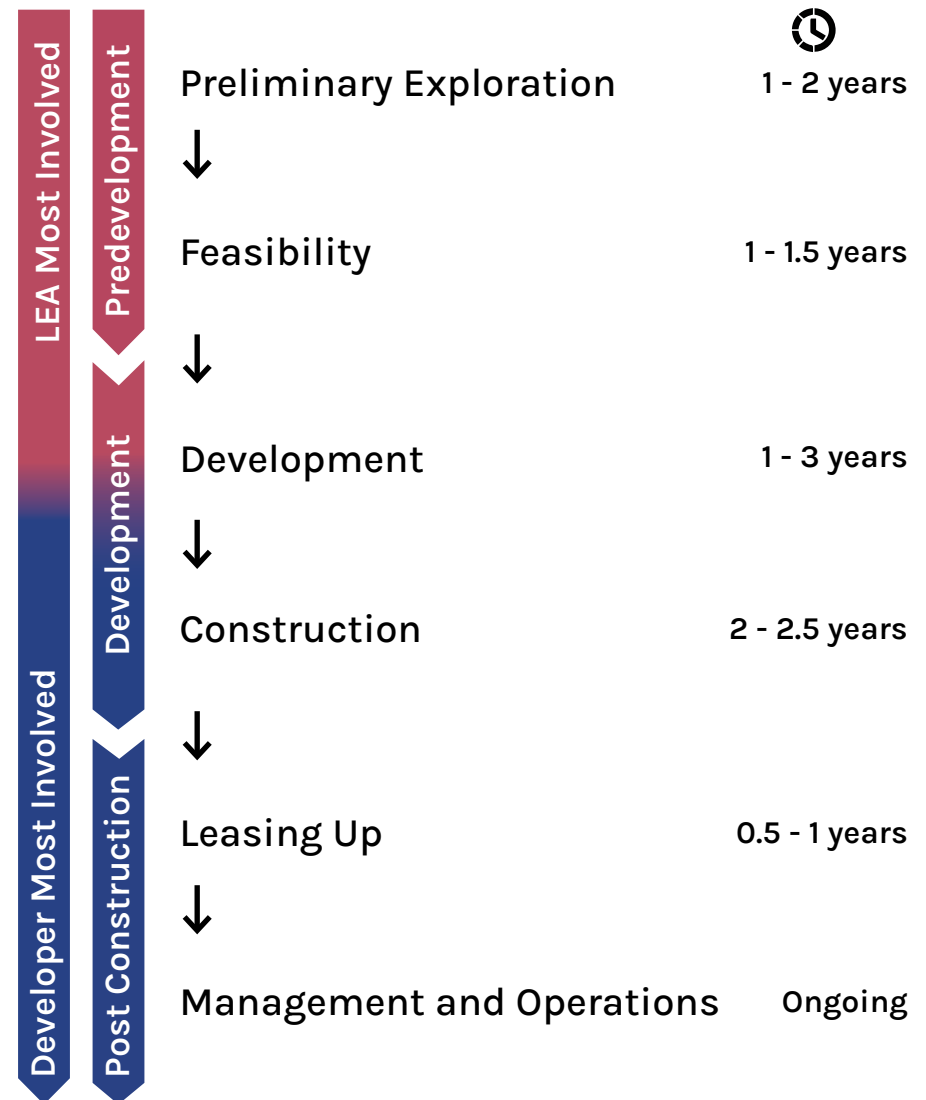 LEA Most Involved
Developer Most Involved
Predevelopment
Development
Post Construction
Preliminary Exploration 1 - 2 years
Feasibility 1 - 1.5 years
Development 1 - 3 years
Construction 2 - 2.5 years
Leasing Up 0.5 - 1 years
Management and Operations Ongoing